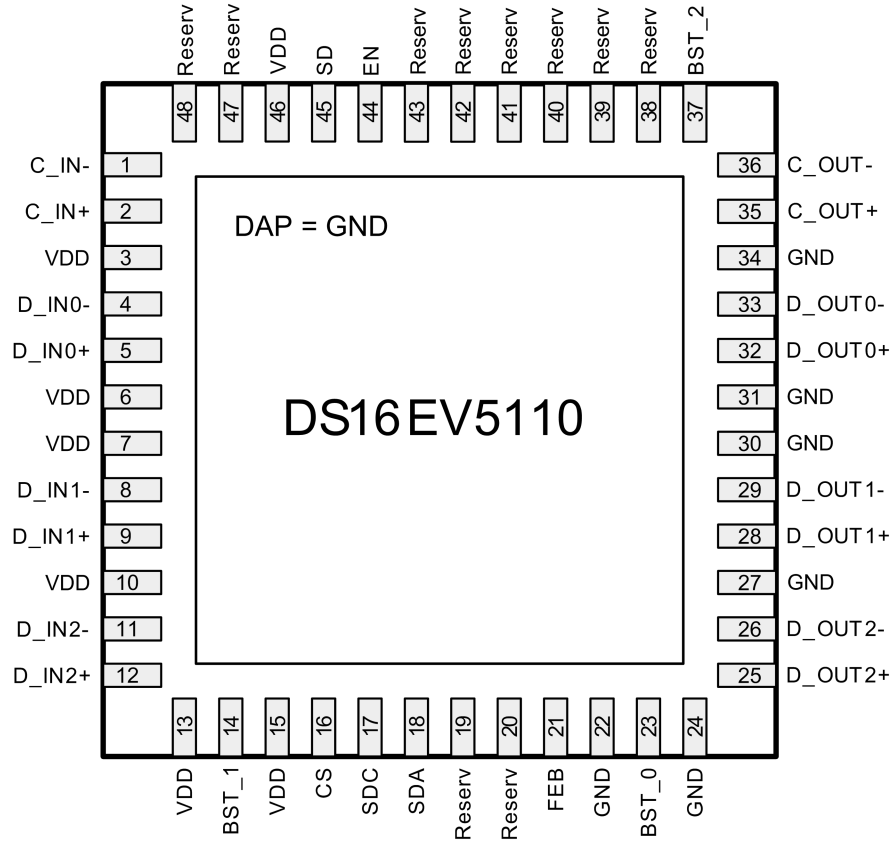 Reserv
Reserv
VDD
SD
EN
Reserv
Reserv
Reserv
Reserv
Reserv
Reserv
BST_2
48
47
46
45
44
43
42
41
40
39
38
37
C_IN- 1
36 C_OUT-
C_IN+ 2
35 C_OUT+
DAP = GND
VDD 3
34 GND
D_IN0- 4
33 D_OUT0-
D_IN0+ 5
32 D_OUT0+
VDD 6
31 GND
DS16EV5110
VDD 7
30 GND
D_IN1- 8
29 D_OUT1-
D_IN1+ 9
28 D_OUT1+
VDD 10
27 GND
D_IN2- 11
26 D_OUT2-
D_IN2+ 12
25 D_OUT2+
13
14
15
16
17
18
19
20
21
22
23
24
VDD
BST_1
VDD
CS
SDC
SDA
Reserv
Reserv
FEB
GND
BST_0
GND